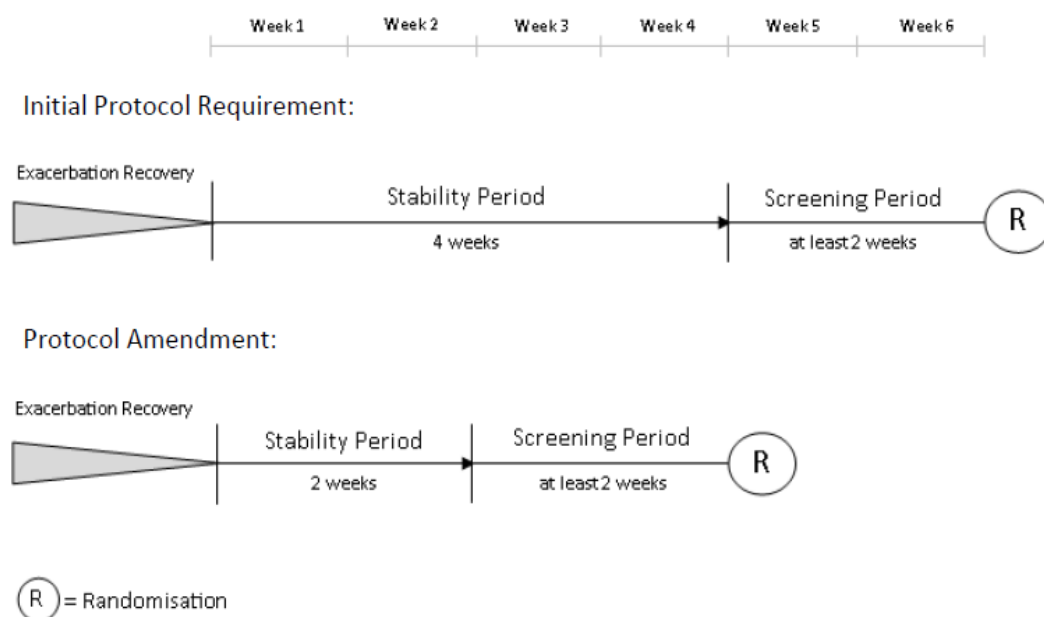 Week 1 Week 2 Week 3 Week 4 Week 5 Week 6
Initial Protocol Requirement:
Exacerbation Recovery
Stability Period
Screening Period
4 weeks
at least 2 weeks
R
Protocol Amendment:
Exacerbation Recovery
Stability Period
Screening Period
2 weeks
at least 2 weeks
R
R = Randomisation